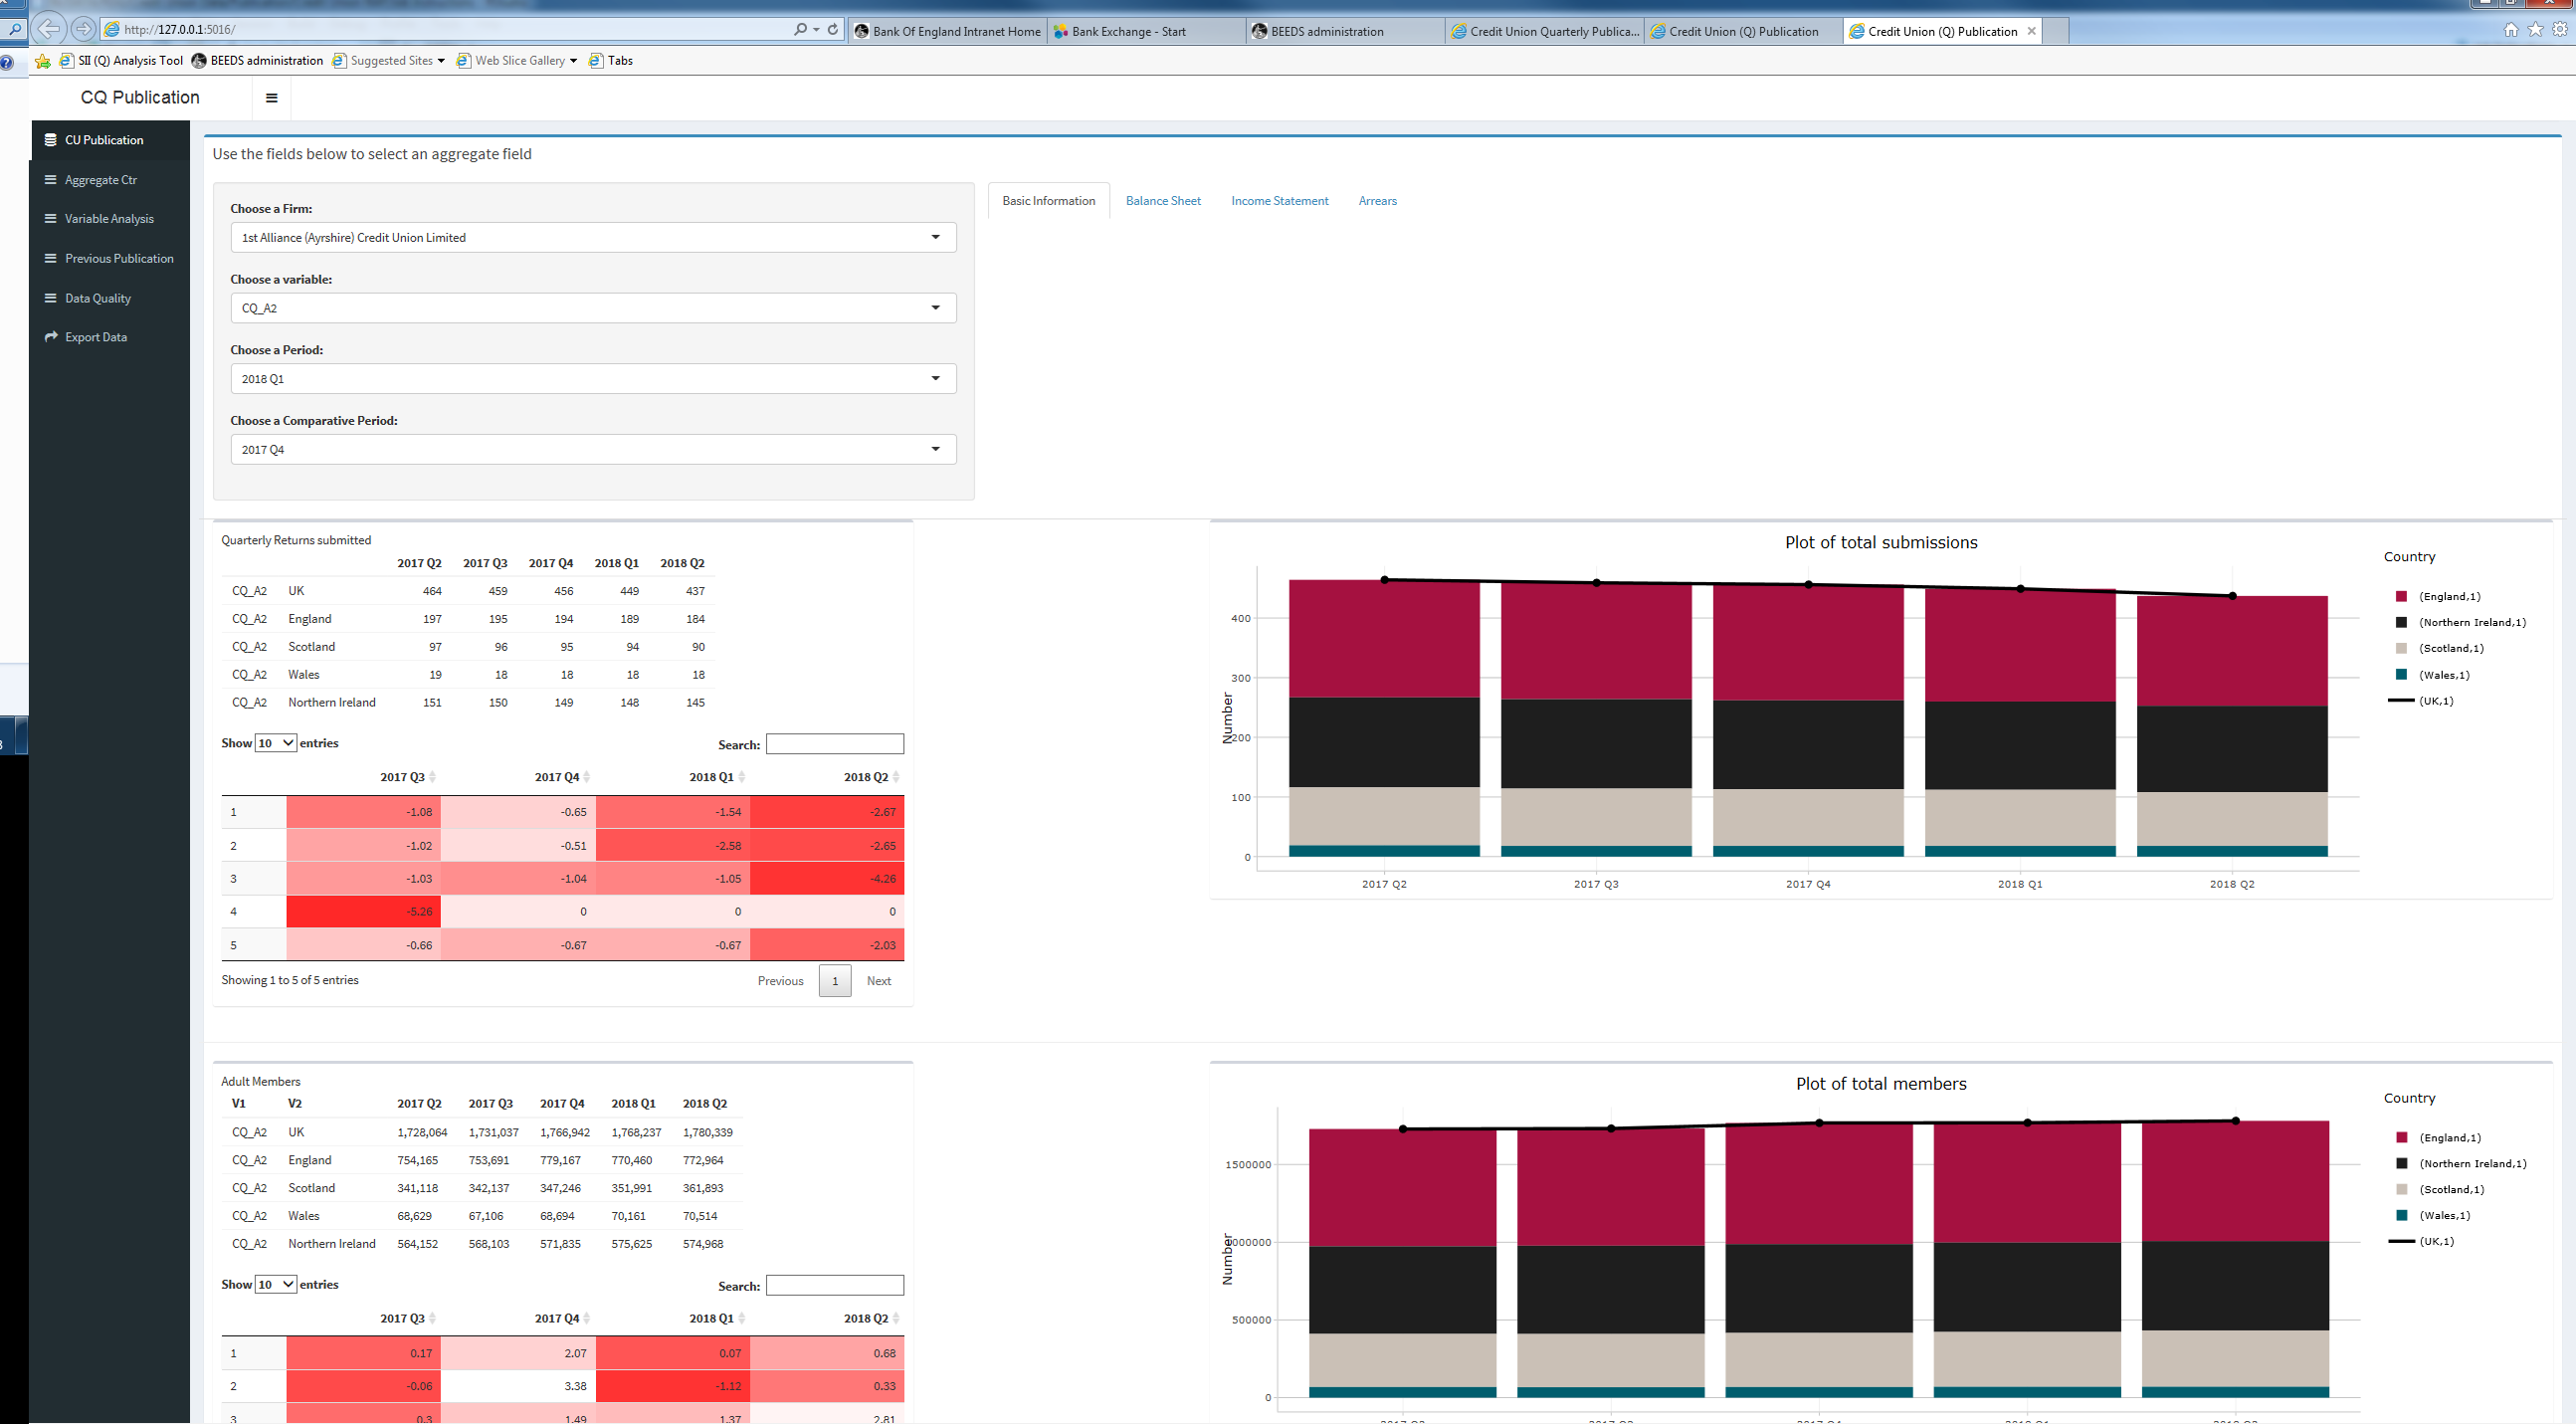 http://127.0.0.1:5016/
Bank Of England Intranet Home
Bank Exchange - Start
BEEDS administration
Credit Union Quarterly Publica...
Credit Union (Q) Publication
Credit Union (Q) Publication
SII (Q) Analysis Tool
BEEDS administration
Suggested Sites
Web Slice Gallery
Tabs
CQ Publication
CU Publication
Aggregate Ctr
Variable Analysis
Previous Publication
Data Quality
Export Data
Use the fields below to select an aggregate field
Choose a Firm:
1st Alliance (Ayrshire) Credit Union Limited
Choose a variable:
CQ_A2
Choose a Period:
2018 Q1
Choose a Comparative Period:
2017 Q4
Basic Information Balance Sheet Income Statement Arrears
Quarterly Returns submitted
2017 Q2 2017 Q3 2017 Q4 2018 Q1 2018 Q2
CQ_A2 UK 464 459 456 449 437
CQ_A2 England 197 195 194 189 184
CQ_A2 Scotland 97 96 95 94 90
CQ_A2 Wales 19 18 18 18 18
CQ_A2 Northern Ireland 151 150 149 148 145
Show 10 entries
Search:
2017 Q3 2017 Q4 2018 Q1 2018 Q2
1 -1.08 -0.65 -1.54 -2.67
2 -1.02 -0.51 -2.58 -2.65
3 -1.03 -1.04 -1.05 -4.26
4 -5.26 0 0 0
5 -0.66 -0.67 -0.67 -2.03
Showing 1 to 5 of 5 entries
Previous 1 Next
Plot of total submissions
Number
400
300
200
100
0
2017 Q2 2017 Q3 2017 Q4 2018 Q1 2018 Q2
Country
(England,1)
(Northern Ireland,1)
(Scotland,1)
(Wales,1)
(UK,1)
Adult Members
V1 V2 2017 Q2 2017 Q3 2017 Q4 2018 Q1 2018 Q2
CQ_A2 UK 1,728,064 1,731,037 1,766,942 1,768,237 1,780,339
CQ_A2 England 754,165 753,691 779,167 770,460 772,964
CQ_A2 Scotland 341,118 342,137 347,246 351,991 361,893
CQ_A2 Wales 68,629 67,106 68,694 70,161 70,514
CQ_A2 Northern Ireland 564,152 568,103 571,835 575,625 574,968
Show 10 entries
Search:
2017 Q3 2017 Q4 2018 Q1 2018 Q2
1 0.17 2.07 0.07 0.68
2 -0.06 3.38 -1.12 0.33
3 0.3 1.49 1.37 2.81
Plot of total members
Number
1500000
1000000
500000
0
Country
(England,1)
(Northern Ireland,1)
(Scotland,1)
(Wales,1)
(UK,1)